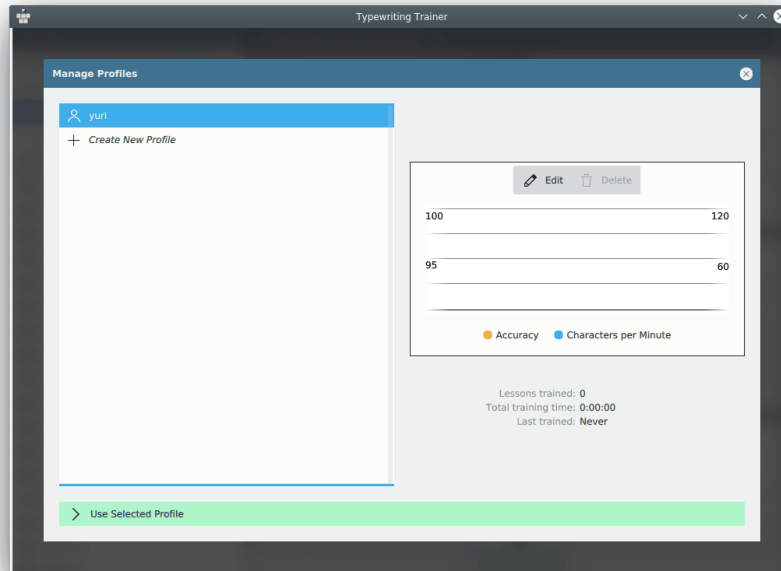 Typewriting Trainer
Manage Profiles
yuri
Create New Profile
Edit Delete
100 120
95 60
Accuracy Characters per Minute
Lessons trained: 0
Total training time: 0:00:00
Last trained: Never
Use Selected Profile